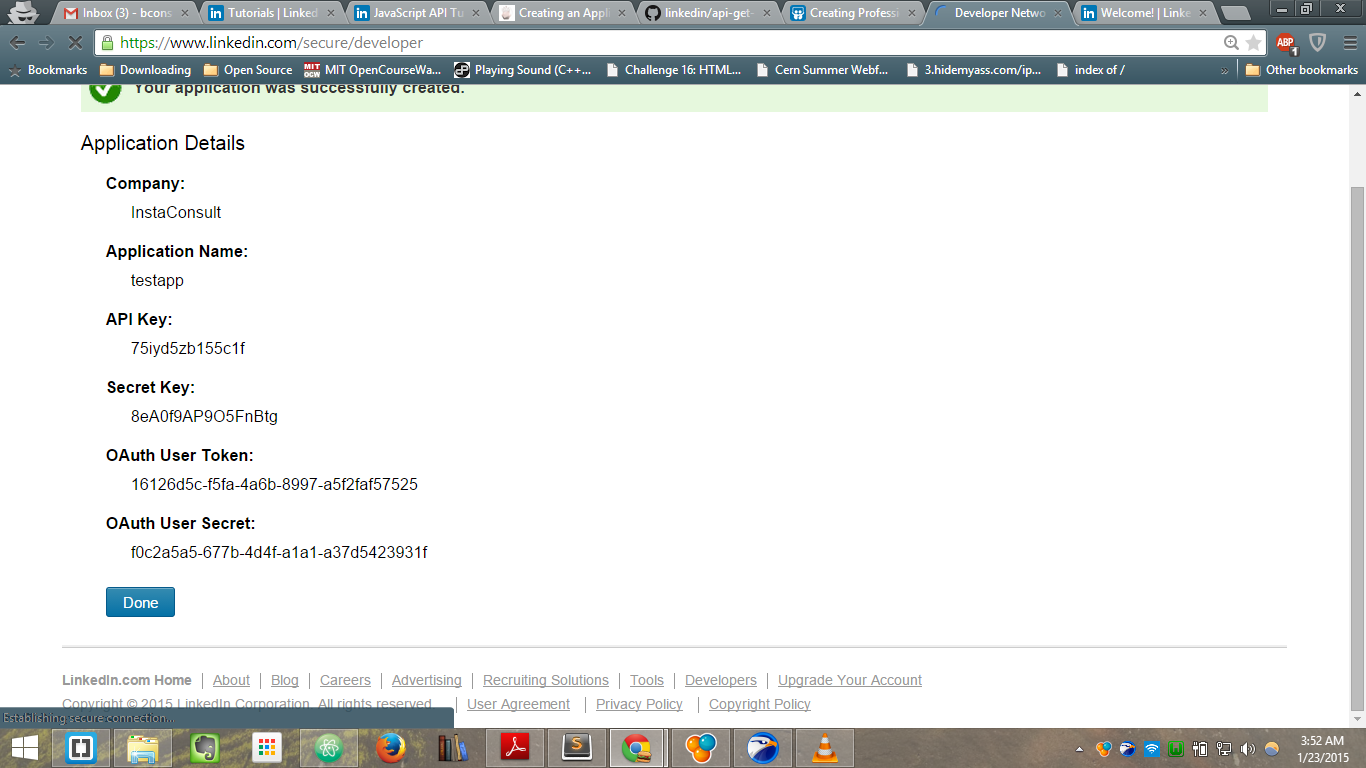 Inbox (3) - bcons
Tutorials | Linked
JavaScript API Tu
Creating an Appli
linkedin/api-get-
Creating Professi
Developer Netwo
Welcome! | Linke
https://www.linkedin.com/secure/developer
ABP
1
Bookmarks
Downloading
Open Source
MIT OpenCourseWa...
Playing Sound (C++...
Challenge 16: HTML...
Cern Summer Webf...
3.hidemyass.com/ip...
index of /
»
Other bookmarks
Your application was successfully created.
Application Details
Company:
InstaConsult
Application Name:
testapp
API Key:
75iyd5zb155c1f
Secret Key:
8eA0f9AP9O5FnBtg
OAuth User Token:
16126d5c-f5fa-4a6b-8997-a5f2faf57525
OAuth User Secret:
f0c2a5a5-677b-4d4f-a1a1-a37d5423931f
Done
LinkedIn.com Home | About | Blog | Careers | Advertising | Recruiting Solutions | Tools | Developers | Upgrade Your Account
Copyright © 2015 LinkedIn Corporation. All rights reserved. | User Agreement | Privacy Policy | Copyright Policy
Establishing secure connection...
3:52 AM
1/23/2015